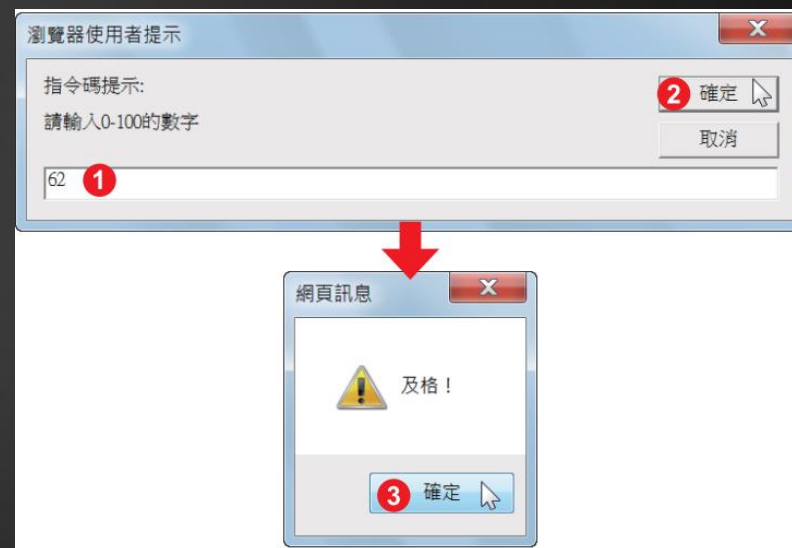 瀏覽器使用者提示
指令碼提示:
請輸入0-100的數字
2 確定
取消
62 1
網頁訊息
及格！
3 確定